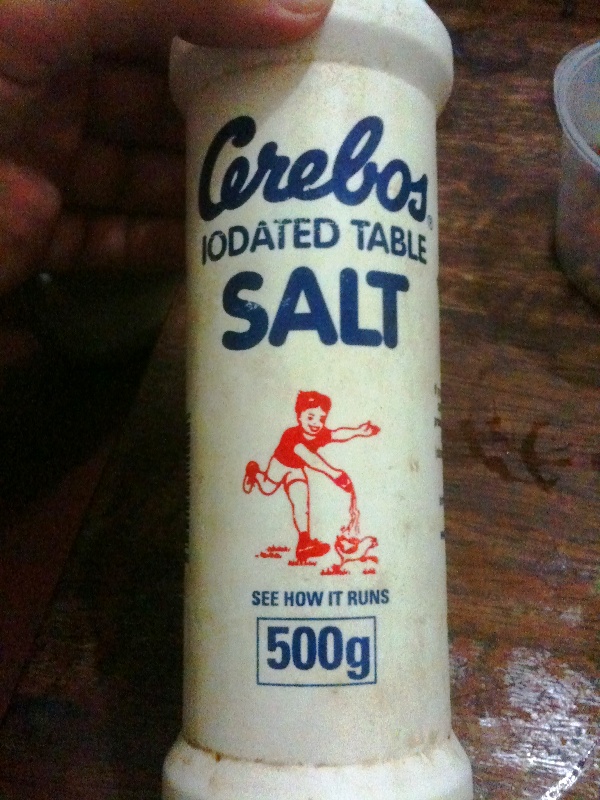 Cerebos®
IODATED TABLE
SALT
SEE HOW IT RUNS
500g